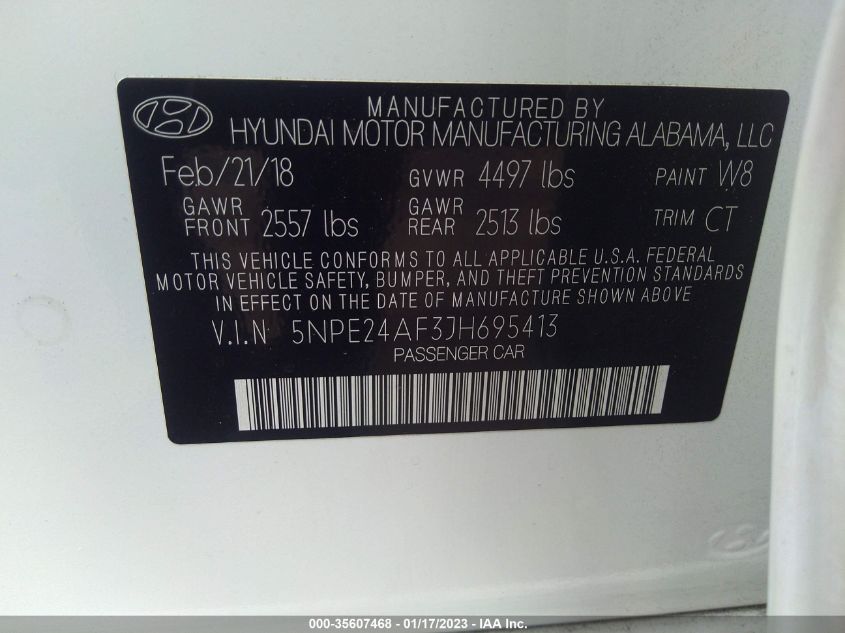 MANUFACTURED BY
HYUNDAI MOTOR MANUFACTURING ALABAMA, LLC
Feb/21/18 GVWR 4497 lbs PAINT W8
GAWR FRONT 2557 lbs GAWR REAR 2513 lbs TRIM CT
THIS VEHICLE CONFORMS TO ALL APPLICABLE U.S.A. FEDERAL
MOTOR VEHICLE SAFETY, BUMPER, AND THEFT PREVENTION STANDARDS
IN EFFECT ON THE DATE OF MANUFACTURE SHOWN ABOVE
V.I.N 5NPE24AF3JH695413
PASSENGER CAR
000-35607468 - 01/17/2023 - IAA Inc.